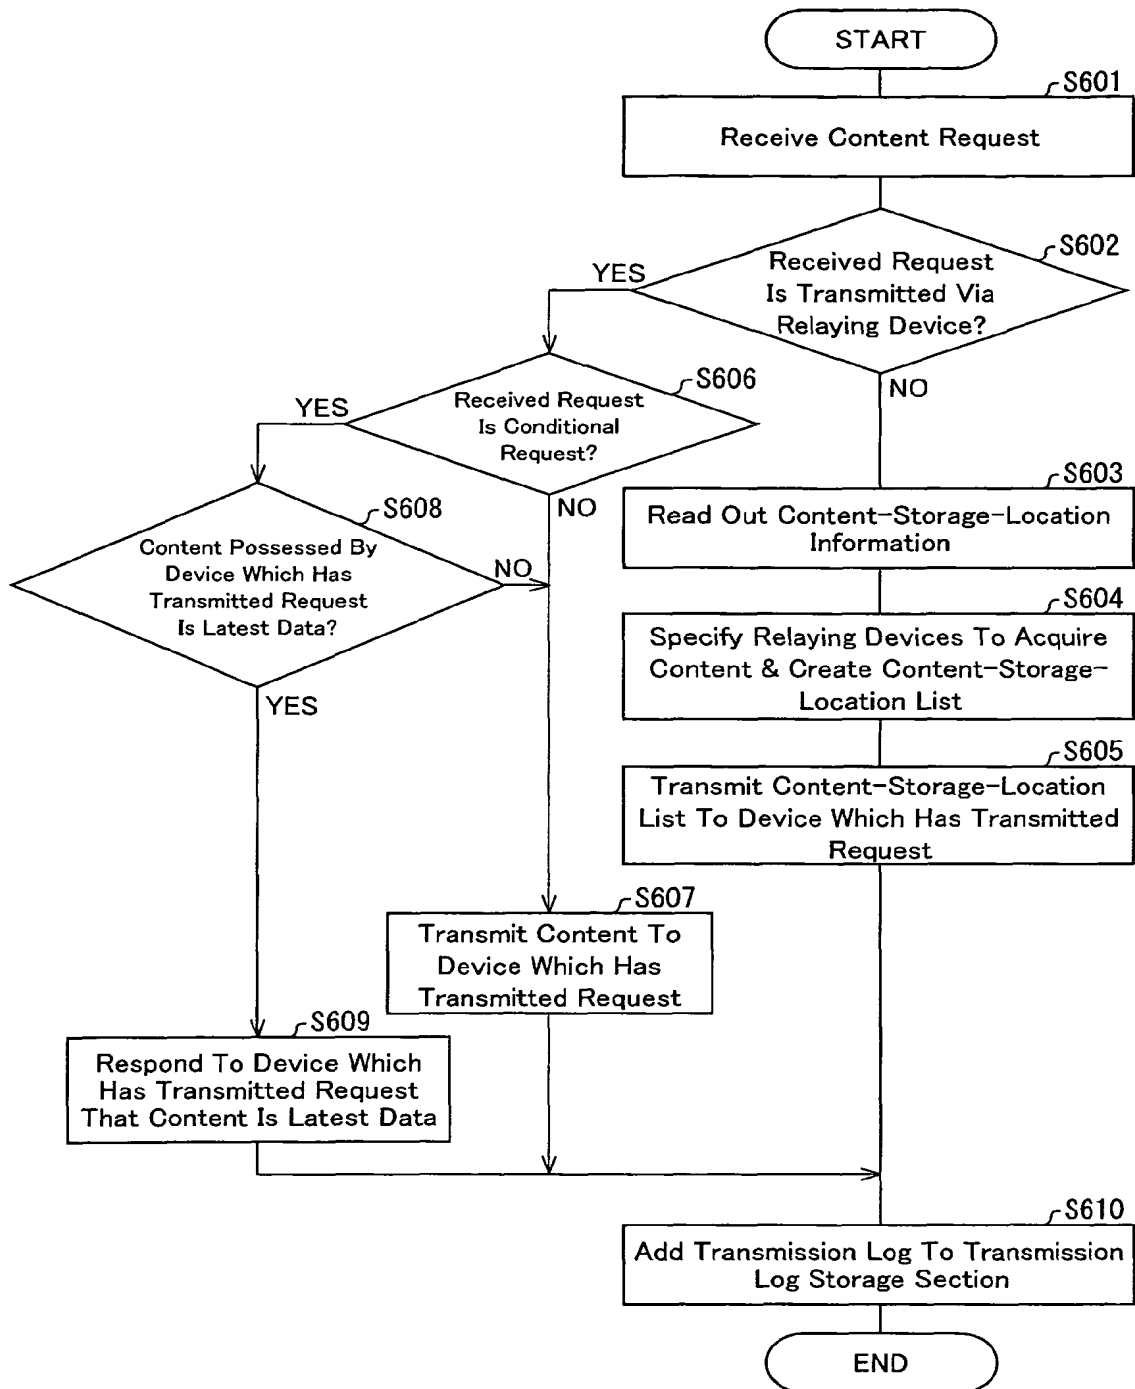 START
S601
Receive Content Request
S602
Received Request
Is Transmitted Via
Relaying Device?
YES
NO
S606
Received Request
Is Conditional
Request?
YES
NO
S608
Content Possessed By
Device Which Has
Transmitted Request
Is Latest Data?
NO
YES
S603
Read Out Content-Storage-Location
Information
S604
Specify Relaying Devices To Acquire
Content & Create Content-Storage-
Location List
S605
Transmit Content-Storage-Location
List To Device Which Has Transmitted
Request
S607
Transmit Content To
Device Which Has
Transmitted Request
S609
Respond To Device Which
Has Transmitted Request
That Content Is Latest Data
S610
Add Transmission Log To Transmission
Log Storage Section
END